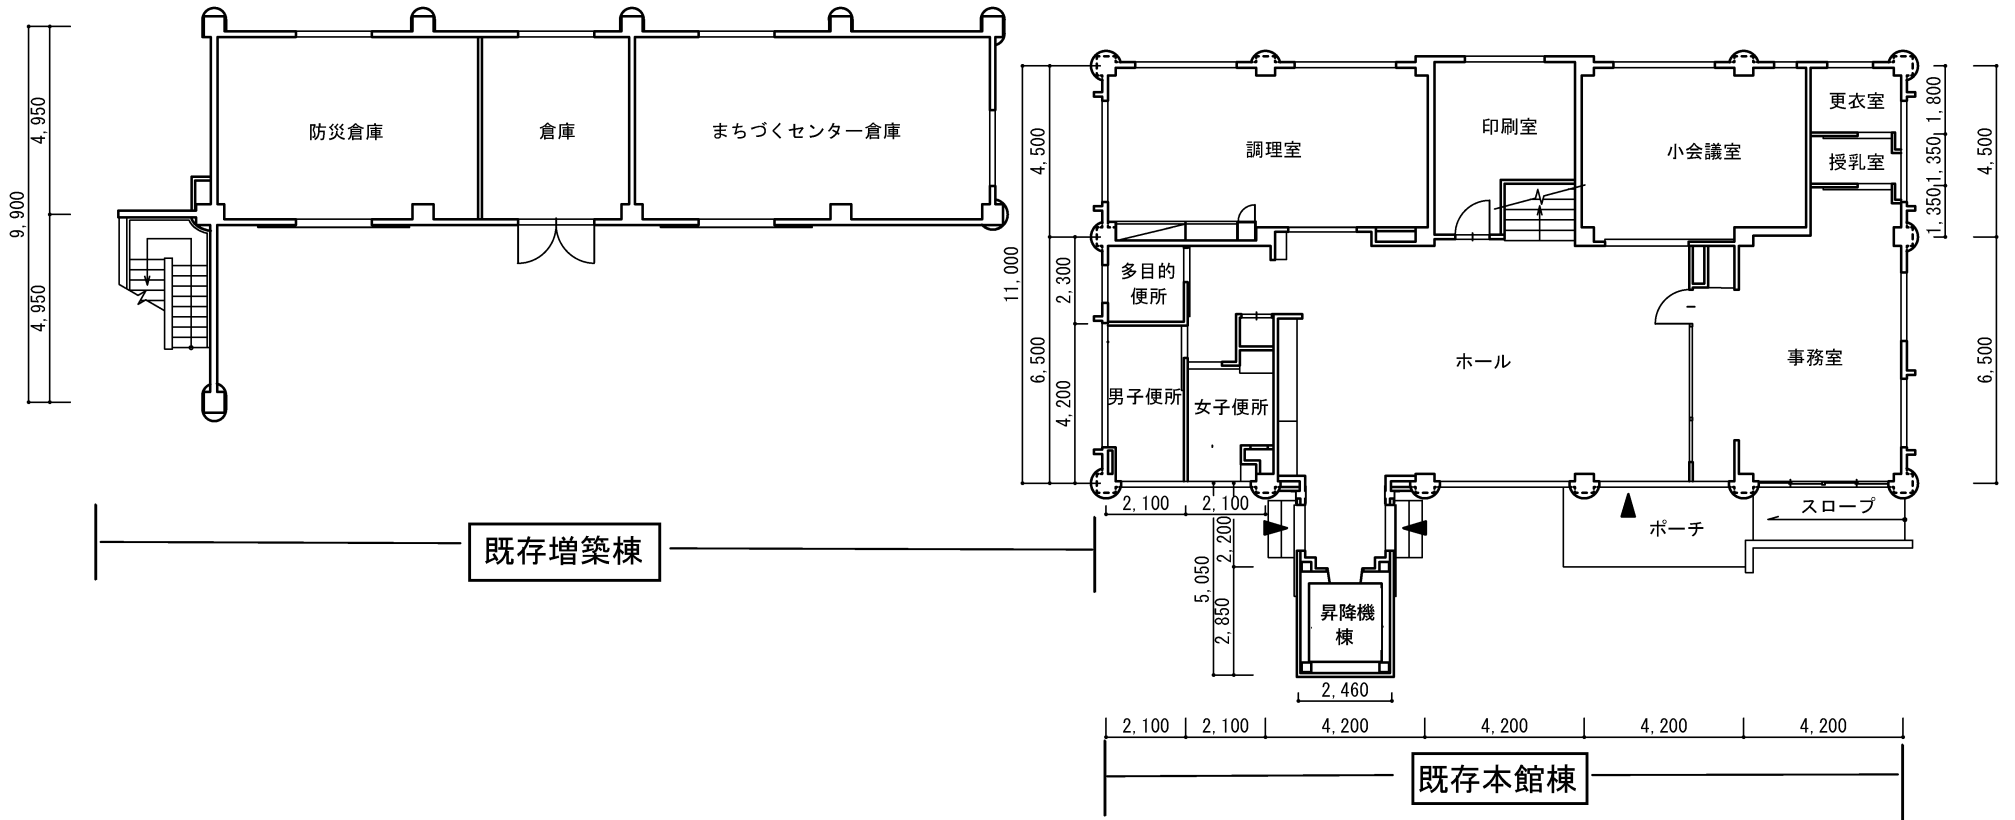 防災倉庫
倉庫
まちづくセンター倉庫
4,950
9,900
4,950
既存増築棟
調理室
印刷室
小会議室
更衣室
授乳室
1,800
1,350
1,350
4,500
6,500
4,500
11,000
2,300
6,500
4,200
多目的
便所
男子便所
女子便所
ホール
事務室
2,100
2,100
スロープ
ポーチ
2,200
5,050
2,850
昇降機
棟
2,460
2,100
2,100
4,200
4,200
4,200
4,200
既存本館棟